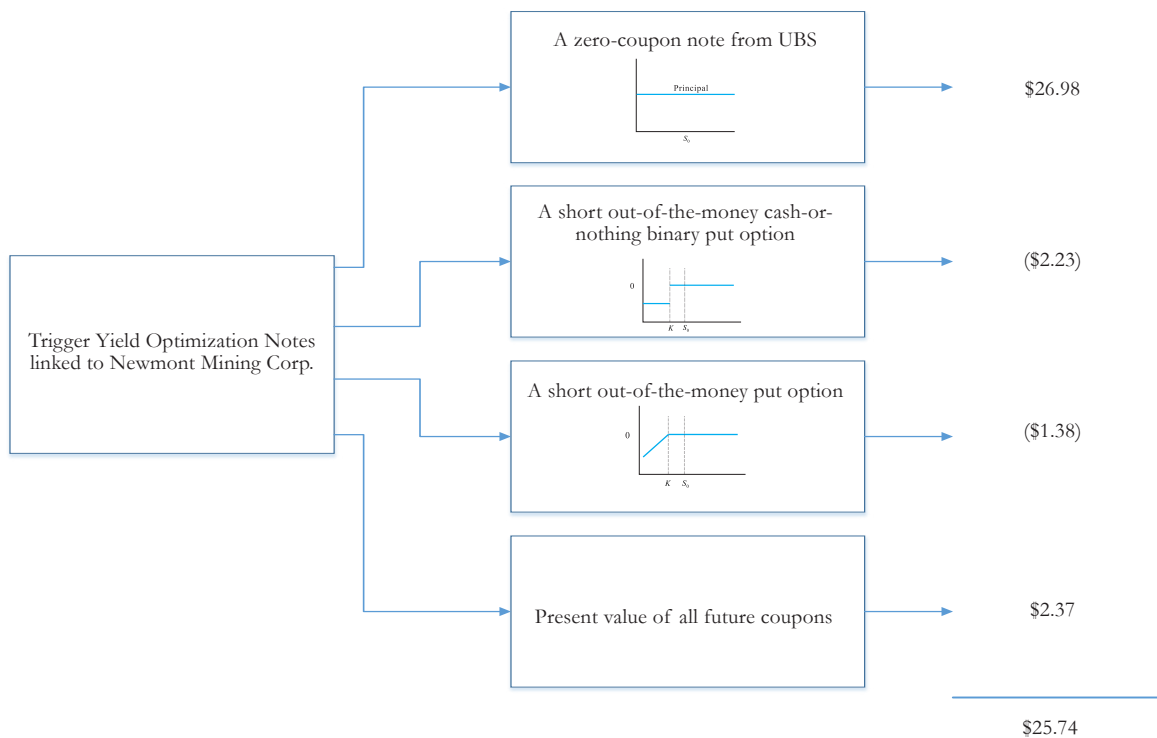 A zero-coupon note from UBS
Principal
S₀
$26.98
A short out-of-the-money cash-or-
nothing binary put option
0
K S₀
($2.23)
Trigger Yield Optimization Notes
linked to Newmont Mining Corp.
A short out-of-the-money put option
0
K S₀
($1.38)
Present value of all future coupons
$2.37
$25.74